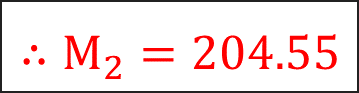 ∴ M₂ = 204.55